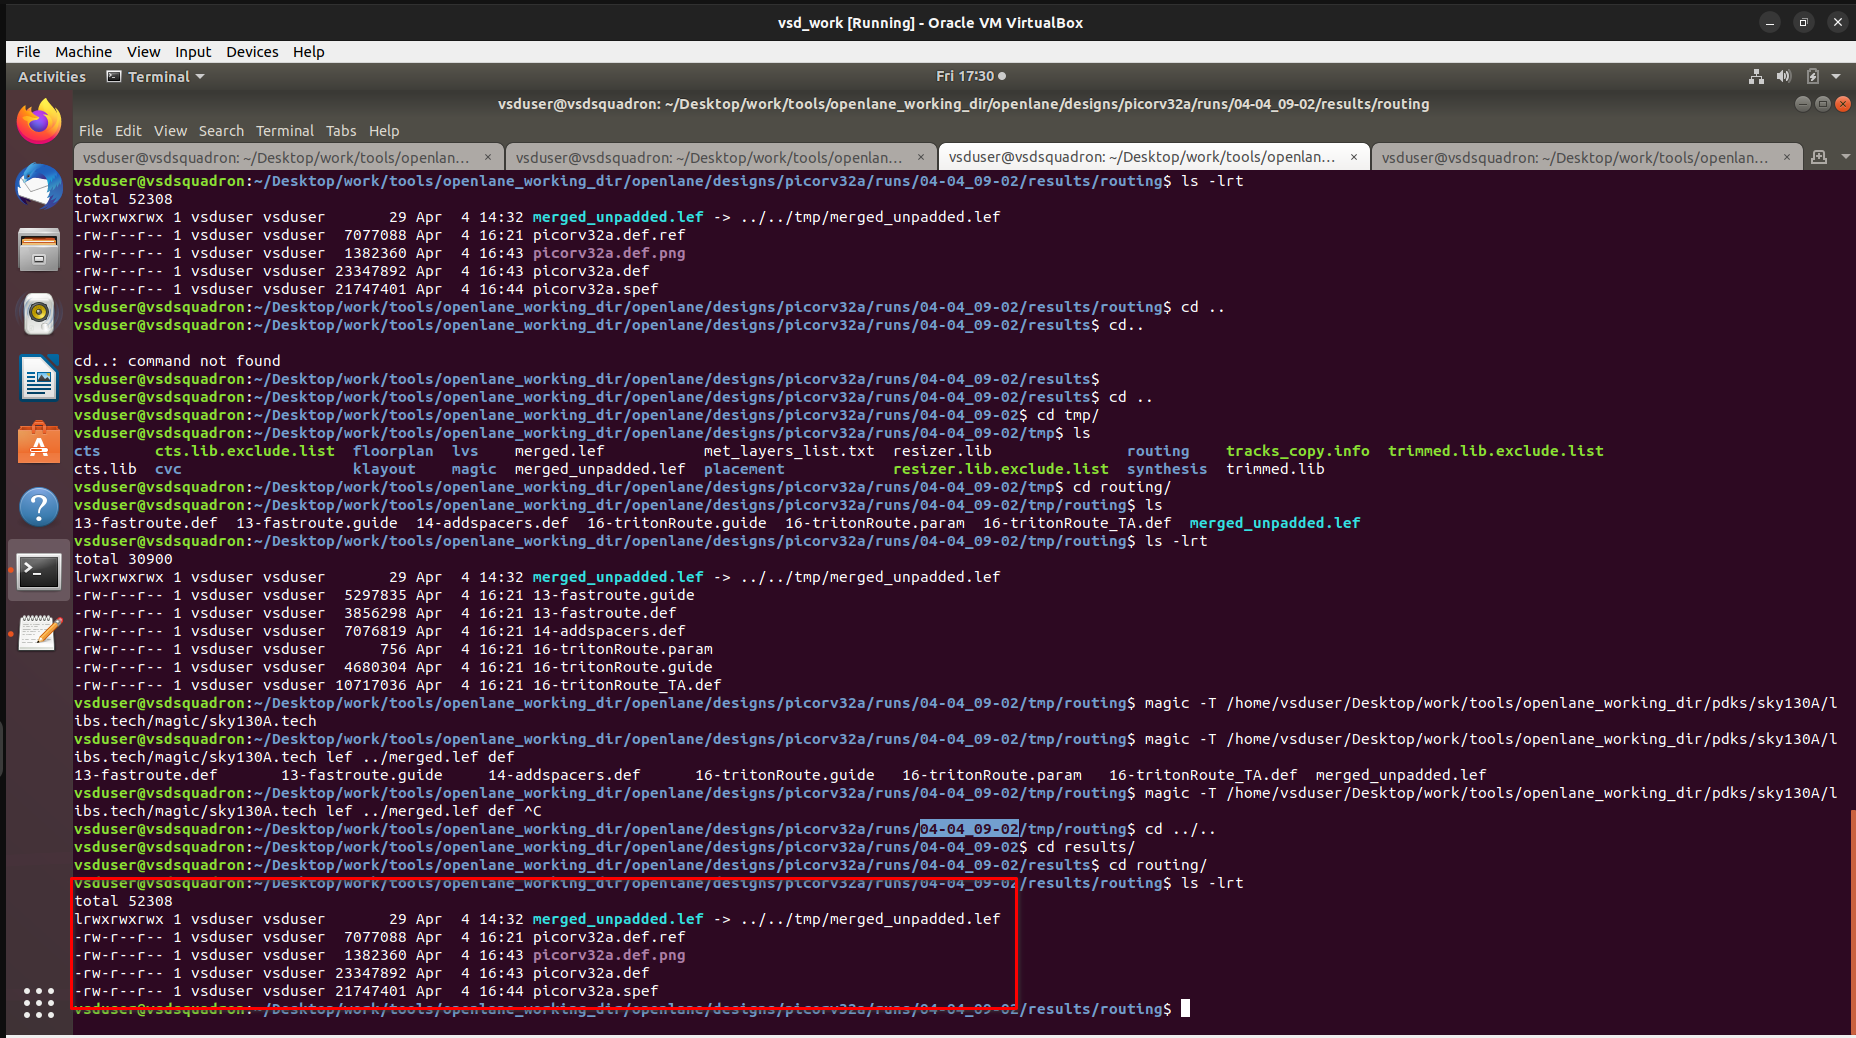 vsd_work [Running] - Oracle VM VirtualBox
File Machine View Input Devices Help
Activities Terminal Fri 17:30
vsduser@vsdsquadron: ~/Desktop/work/tools/openlane_working_dir/openlane/designs/picorv32a/runs/04-04_09-02/results/routing
File Edit View Search Terminal Tabs Help
vsduser@vsdsquadron: ~/Desktop/work/tools/openlan... × vsduser@vsdsquadron: ~/Desktop/work/tools/openlan... × vsduser@vsdsquadron: ~/Desktop/work/tools/openlan... × vsduser@vsdsquadron: ~/Desktop/work/tools/openlan... ×
vsduser@vsdsquadron:~/Desktop/work/tools/openlane_working_dir/openlane/designs/picorv32a/runs/04-04_09-02/results/routing$ ls -lrt
total 52308
lrwxrwxrwx 1 vsduser vsduser       29 Apr  4 14:32 merged_unpadded.lef -> ../../tmp/merged_unpadded.lef
-rw-r--r-- 1 vsduser vsduser  7077088 Apr  4 16:21 picorv32a.def.ref
-rw-r--r-- 1 vsduser vsduser  1382360 Apr  4 16:43 picorv32a.def.png
-rw-r--r-- 1 vsduser vsduser 23347892 Apr  4 16:43 picorv32a.def
-rw-r--r-- 1 vsduser vsduser 21747401 Apr  4 16:44 picorv32a.spef
vsduser@vsdsquadron:~/Desktop/work/tools/openlane_working_dir/openlane/designs/picorv32a/runs/04-04_09-02/results/routing$ cd ..
vsduser@vsdsquadron:~/Desktop/work/tools/openlane_working_dir/openlane/designs/picorv32a/runs/04-04_09-02/results$ cd..
cd..: command not found
vsduser@vsdsquadron:~/Desktop/work/tools/openlane_working_dir/openlane/designs/picorv32a/runs/04-04_09-02/results$
vsduser@vsdsquadron:~/Desktop/work/tools/openlane_working_dir/openlane/designs/picorv32a/runs/04-04_09-02/results$ cd ..
vsduser@vsdsquadron:~/Desktop/work/tools/openlane_working_dir/openlane/designs/picorv32a/runs/04-04_09-02$ cd tmp/
vsduser@vsdsquadron:~/Desktop/work/tools/openlane_working_dir/openlane/designs/picorv32a/runs/04-04_09-02/tmp$ ls
cts      cts.lib.exclude.list  floorplan  lvs    merged.lef           met_layers_list.txt  resizer.lib               routing    tracks_copy.info  trimmed.lib.exclude.list
cts.lib  cvc                   klayout    magic  merged_unpadded.lef  placement            resizer.lib.exclude.list  synthesis  trimmed.lib
vsduser@vsdsquadron:~/Desktop/work/tools/openlane_working_dir/openlane/designs/picorv32a/runs/04-04_09-02/tmp$ cd routing/
vsduser@vsdsquadron:~/Desktop/work/tools/openlane_working_dir/openlane/designs/picorv32a/runs/04-04_09-02/tmp/routing$ ls
13-fastroute.def  13-fastroute.guide  14-addspacers.def  16-tritonRoute.guide  16-tritonRoute.param  16-tritonRoute_TA.def  merged_unpadded.lef
vsduser@vsdsquadron:~/Desktop/work/tools/openlane_working_dir/openlane/designs/picorv32a/runs/04-04_09-02/tmp/routing$ ls -lrt
total 30900
lrwxrwxrwx 1 vsduser vsduser       29 Apr  4 14:32 merged_unpadded.lef -> ../../tmp/merged_unpadded.lef
-rw-r--r-- 1 vsduser vsduser  5297835 Apr  4 16:21 13-fastroute.guide
-rw-r--r-- 1 vsduser vsduser  3856298 Apr  4 16:21 13-fastroute.def
-rw-r--r-- 1 vsduser vsduser  7076819 Apr  4 16:21 14-addspacers.def
-rw-r--r-- 1 vsduser vsduser      756 Apr  4 16:21 16-tritonRoute.param
-rw-r--r-- 1 vsduser vsduser  4680304 Apr  4 16:21 16-tritonRoute.guide
-rw-r--r-- 1 vsduser vsduser 10717036 Apr  4 16:21 16-tritonRoute_TA.def
vsduser@vsdsquadron:~/Desktop/work/tools/openlane_working_dir/openlane/designs/picorv32a/runs/04-04_09-02/tmp/routing$ magic -T /home/vsduser/Desktop/work/tools/openlane_working_dir/pdks/sky130A/l
ibs.tech/magic/sky130A.tech
vsduser@vsdsquadron:~/Desktop/work/tools/openlane_working_dir/openlane/designs/picorv32a/runs/04-04_09-02/tmp/routing$ magic -T /home/vsduser/Desktop/work/tools/openlane_working_dir/pdks/sky130A/l
ibs.tech/magic/sky130A.tech lef ../merged.lef def
13-fastroute.def       13-fastroute.guide     14-addspacers.def      16-tritonRoute.guide   16-tritonRoute.param   16-tritonRoute_TA.def  merged_unpadded.lef
vsduser@vsdsquadron:~/Desktop/work/tools/openlane_working_dir/openlane/designs/picorv32a/runs/04-04_09-02/tmp/routing$ magic -T /home/vsduser/Desktop/work/tools/openlane_working_dir/pdks/sky130A/l
ibs.tech/magic/sky130A.tech lef ../merged.lef def ^C
vsduser@vsdsquadron:~/Desktop/work/tools/openlane_working_dir/openlane/designs/picorv32a/runs/04-04_09-02/tmp/routing$ cd ../..
vsduser@vsdsquadron:~/Desktop/work/tools/openlane_working_dir/openlane/designs/picorv32a/runs/04-04_09-02$ cd results/
vsduser@vsdsquadron:~/Desktop/work/tools/openlane_working_dir/openlane/designs/picorv32a/runs/04-04_09-02/results$ cd routing/
vsduser@vsdsquadron:~/Desktop/work/tools/openlane_working_dir/openlane/designs/picorv32a/runs/04-04_09-02/results/routing$ ls -lrt
total 52308
lrwxrwxrwx 1 vsduser vsduser       29 Apr  4 14:32 merged_unpadded.lef -> ../../tmp/merged_unpadded.lef
-rw-r--r-- 1 vsduser vsduser  7077088 Apr  4 16:21 picorv32a.def.ref
-rw-r--r-- 1 vsduser vsduser  1382360 Apr  4 16:43 picorv32a.def.png
-rw-r--r-- 1 vsduser vsduser 23347892 Apr  4 16:43 picorv32a.def
-rw-r--r-- 1 vsduser vsduser 21747401 Apr  4 16:44 picorv32a.spef
vsduser@vsdsquadron:~/Desktop/work/tools/openlane_working_dir/openlane/designs/picorv32a/runs/04-04_09-02/results/routing$